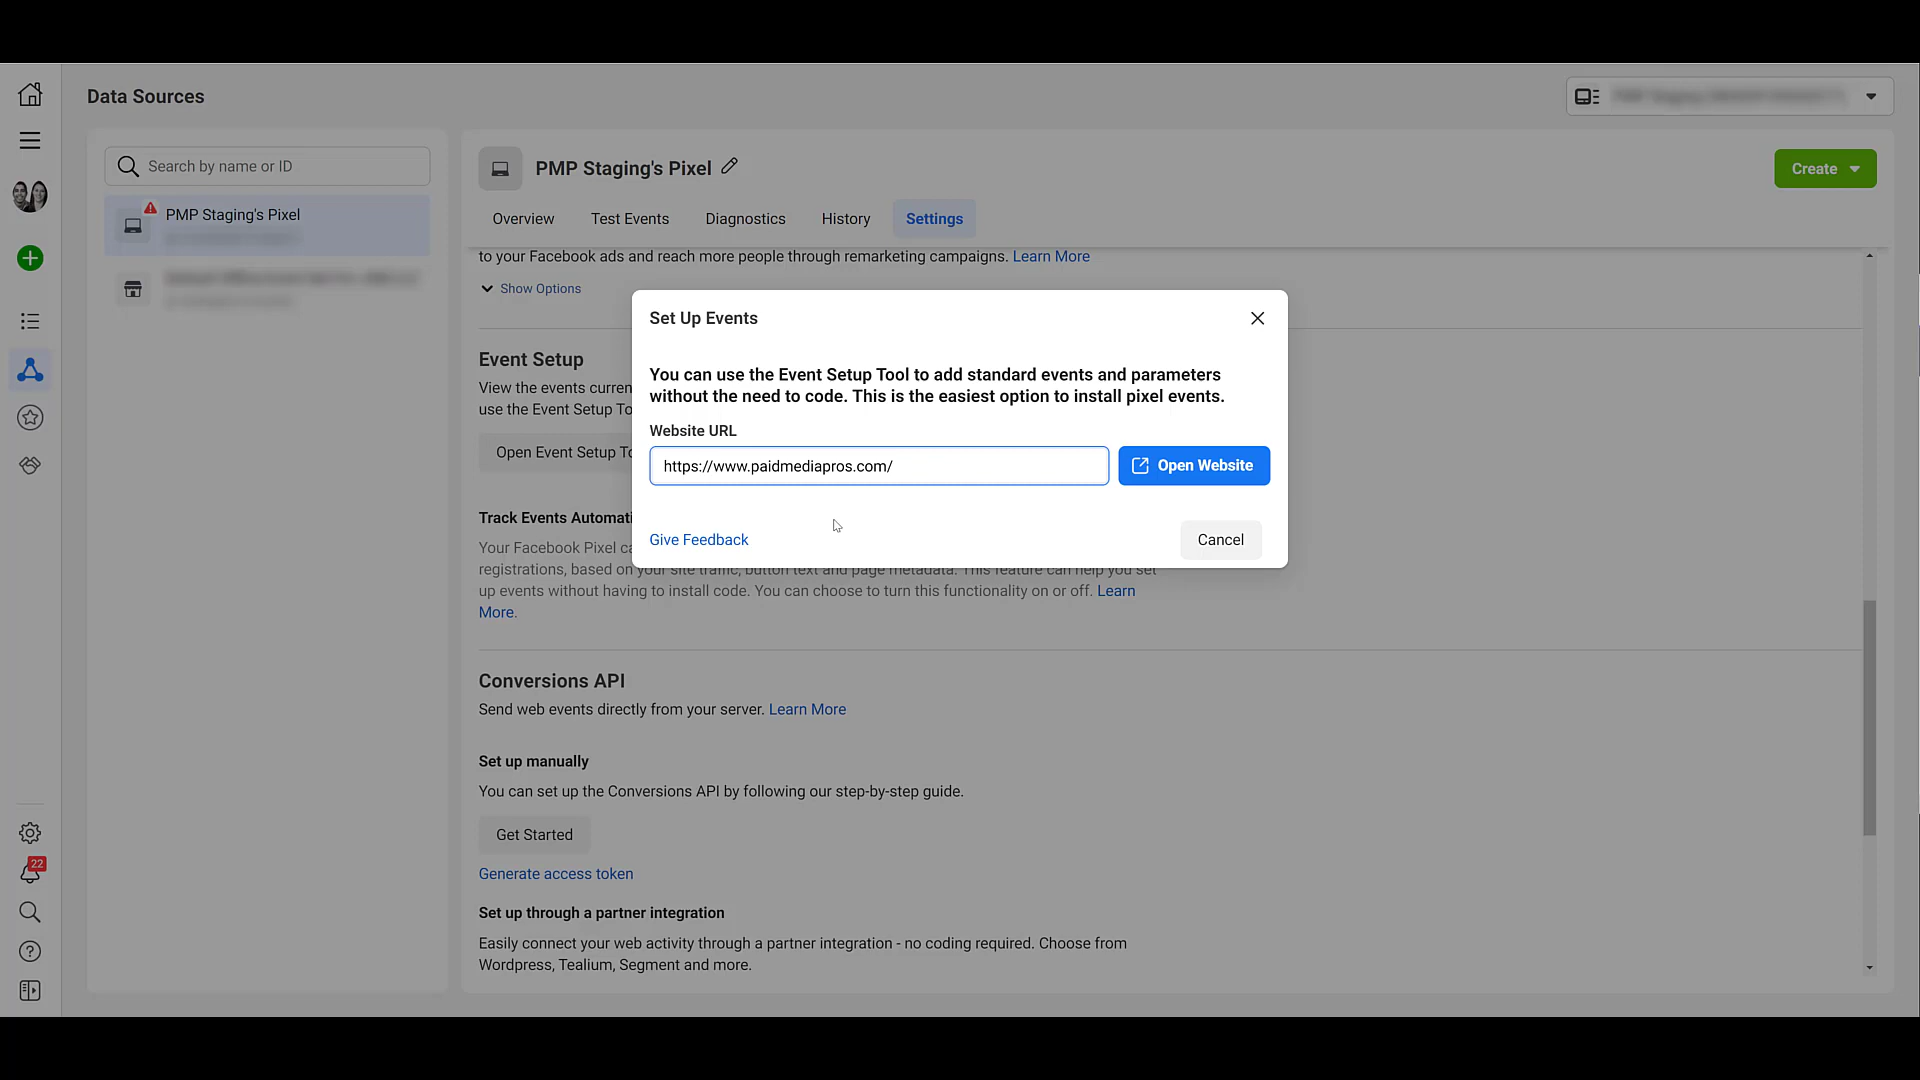 Data Sources
Search by name or ID
PMP Staging's Pixel
PMP Staging's Pixel
Create
Overview
Test Events
Diagnostics
History
Settings
to your Facebook ads and reach more people through remarketing campaigns. Learn More
Show Options
Event Setup
View the events curren
use the Event Setup To
Open Event Setup To
Set Up Events
You can use the Event Setup Tool to add standard events and parameters
without the need to code. This is the easiest option to install pixel events.
Website URL
https://www.paidmediapros.com/
Open Website
Give Feedback
Cancel
Track Events Automati
Your Facebook Pixel ca
registrations, based on your site traffic, button text and page metadata. This feature can help you set
up events without having to install code. You can choose to turn this functionality on or off. Learn
More.
Conversions API
Send web events directly from your server. Learn More
Set up manually
You can set up the Conversions API by following our step-by-step guide.
Get Started
Generate access token
Set up through a partner integration
Easily connect your web activity through a partner integration - no coding required. Choose from
Wordpress, Tealium, Segment and more.
22